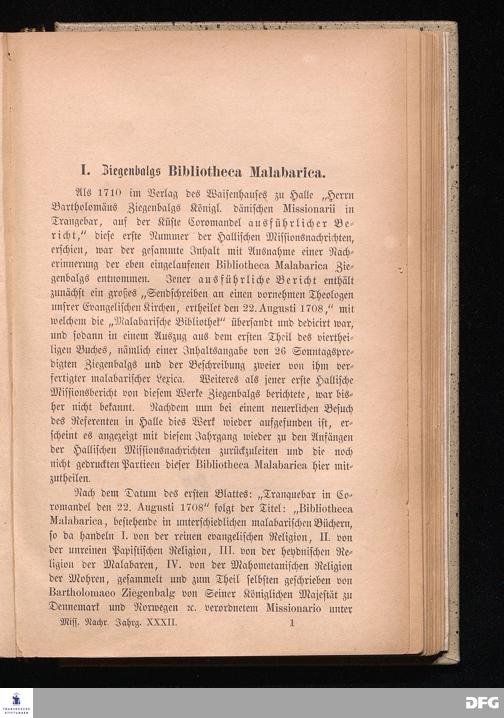 I. Ziegenbalgs Bibliotheca Malabarica.
Als 1710 im Verlag des Waisenhauses zu Halle „Herrn
Bartholomäus Ziegenbalgs Königl. dänischen Missionarii in
Trangebar, auf der Küste Coromandel ausführlicher Be-
richt,“ diese erste Nummer der Hallischen Missionsnachrichten,
erschien, war der gesammte Inhalt mit Ausnahme einer Nach-
erinnerung der eben eingelaufenen Bibliotheca Malabarica Zie-
genbalgs entnommen. Jener ausführliche Bericht enthält
zunächst ein großes „Sendschreiben an einen vornehmen Theologen
unsrer Evangelischen Kirchen, ertheilet den 22. Augusti 1708,“ mit
welchem die „Malabarische Bibliothek“ übersandt und dedicirt war,
und sodann in einem Auszug aus dem ersten Theil des viertheili-
ligen Buches, nämlich einer Inhaltsangabe von 26 Sonntagspre-
digten Ziegenbalgs und der Beschreibung zweier von ihm ver-
fertigter malabarischer Lexica. Weiteres als jener erste Hallische
Missionsbericht von diesem Werke Ziegenbalgs berichtete, war bis-
her nicht bekannt. Nachdem nun bei einem neuerlichen Besuch
des Referenten in Halle dies Werk wieder aufgefunden ist, er-
scheint es angezeigt mit diesem Jahrgang wieder zu den Anfängen
der Hallischen Missionsnachrichten zurückzuleiten und die noch
nicht gedruckten Partieen dieser Bibliotheca Malabarica hier mit-
zutheilen.
Nach dem Datum des ersten Blattes: „Tranquebar in Co-
romandel den 22. Augusti 1708“ folgt der Titel: „Bibliotheca
Malabarica, bestehende in unterschiedlichen malabarischen Büchern,
so da handeln I. von der reinen evangelischen Religion, II. von
der unreinen Papistischen Religion, III. von der heydnischen Re-
ligion der Malabaren, IV. von der Mahometanischen Religion
der Mohren, gesammelt und zum Theil selbsten geschrieben von
Bartholomaeo Ziegenbalg von Seiner Königlichen Majestät zu
Dennemark und Norwegen ꝛc. verordnetem Missionario unter
Miss. Nachr. Jahrg. XXXII. 1
FRANCKESCHE
STIFTUNGEN
DFG